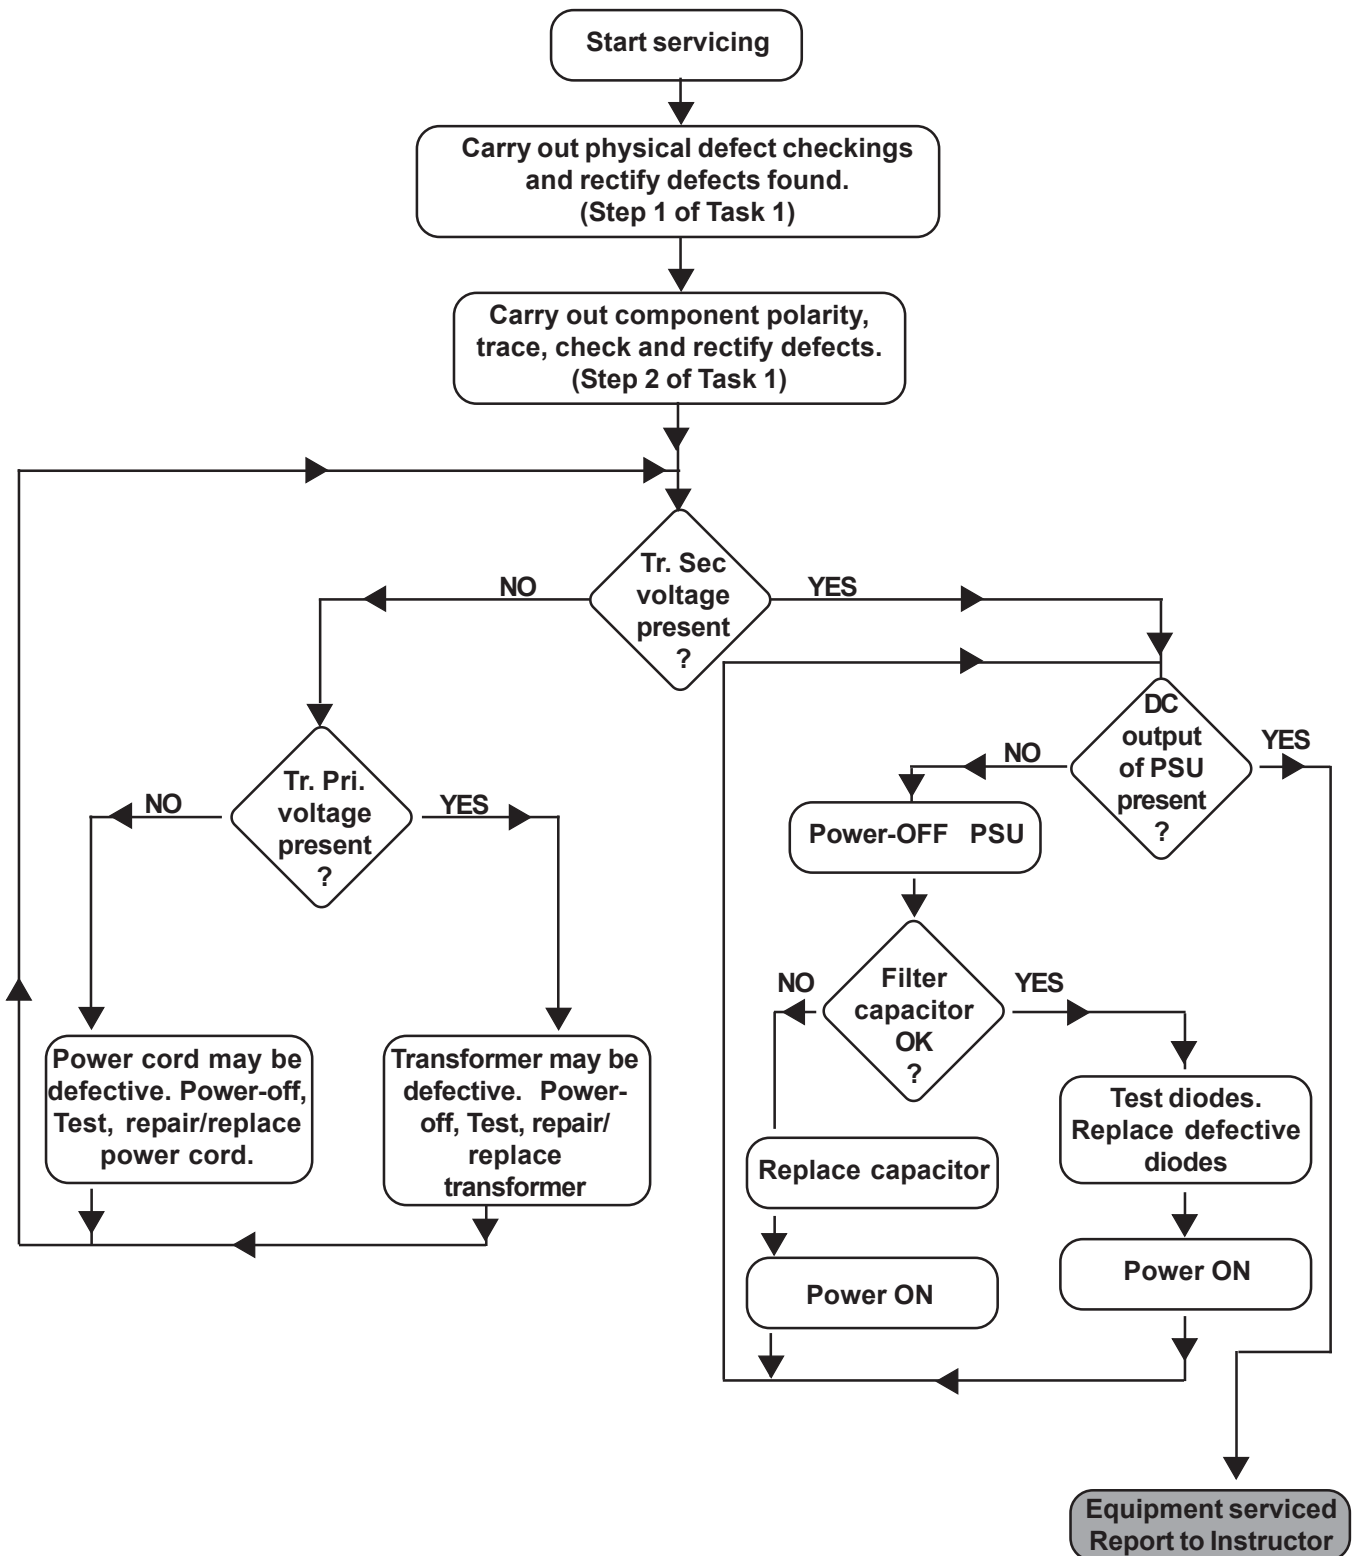 Start servicing
Carry out physical defect checkings
and rectify defects found.
(Step 1 of Task 1)
Carry out component polarity,
trace, check and rectify defects.
(Step 2 of Task 1)
Tr. Sec
voltage
present
?
NO
YES
Tr. Pri.
voltage
present
?
NO
YES
Power cord may be
defective. Power-off,
Test, repair/replace
power cord.
Transformer may be
defective. Power-
off, Test, repair/
replace
transformer
DC
output
of PSU
present
?
NO
YES
Power-OFF PSU
Filter
capacitor
OK
?
NO
YES
Replace capacitor
Power ON
Test diodes.
Replace defective
diodes
Power ON
Equipment serviced
Report to Instructor